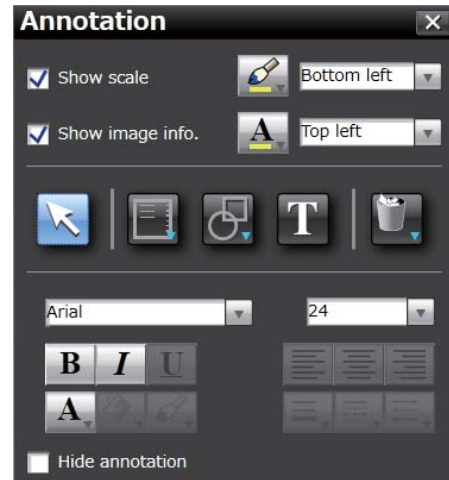 Annotation
Show scale Bottom left
Show image info. A Top left
T
Arial 24
B I U
A
Hide annotation